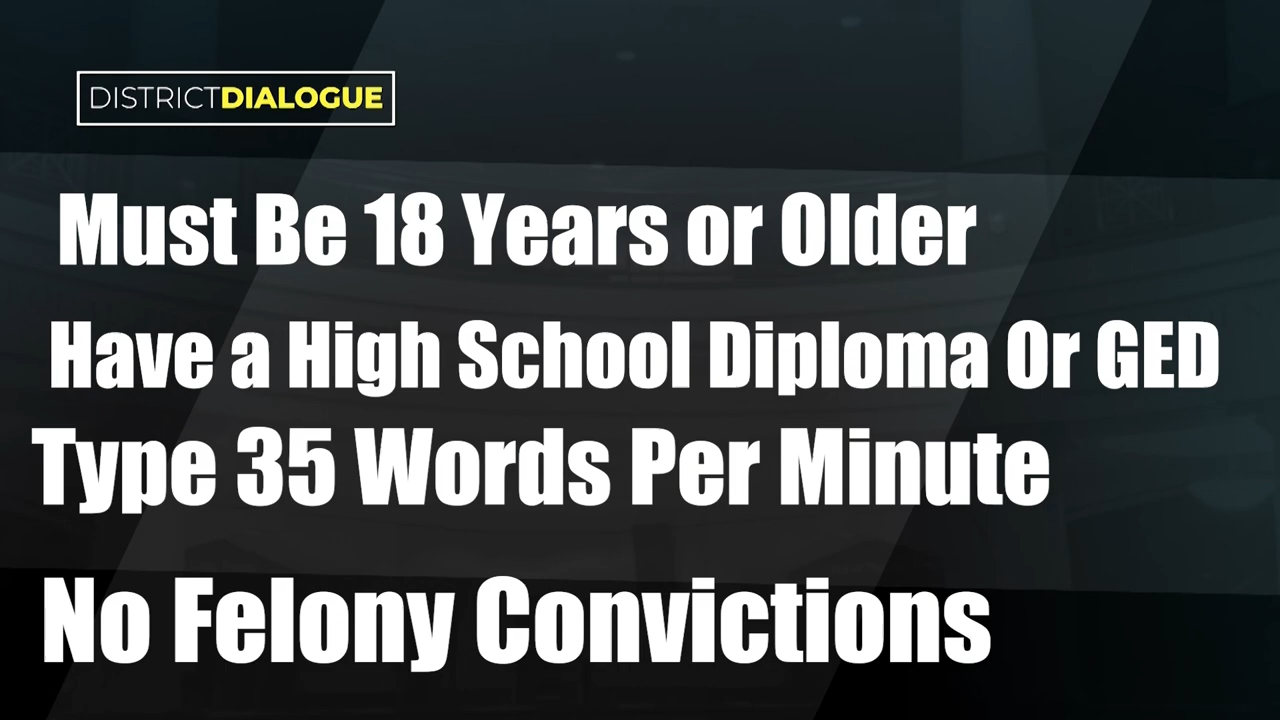 DISTRICTDIALOGUE
Must Be 18 Years or Older
Have a High School Diploma Or GED
Type 35 Words Per Minute
No Felony Convictions